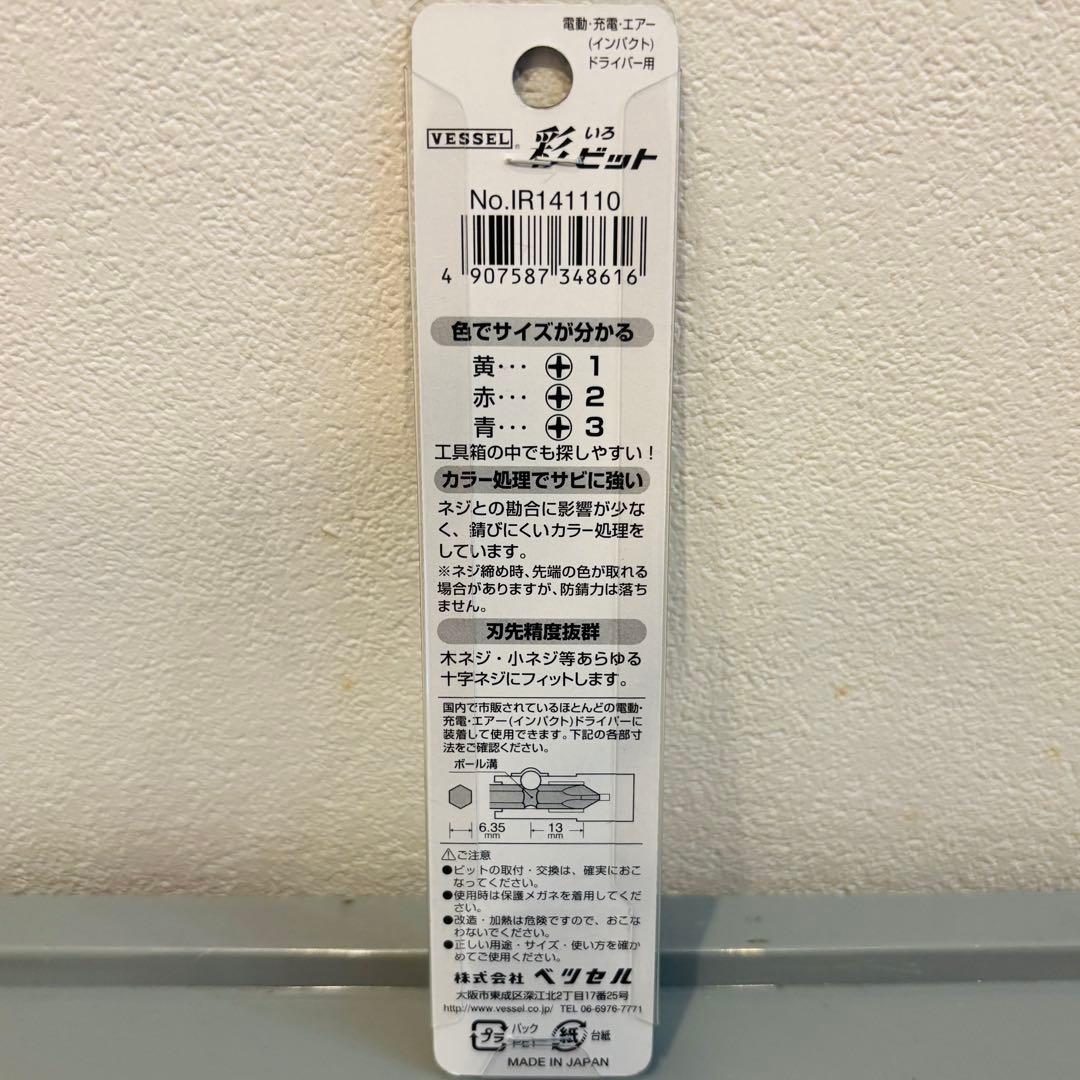 電動・充電・エアー
(インパクト)
ドライバー用
VESSEL® 彩いろビット
No.IR141110
4 907587 348616
色でサイズが分かる
黄･･･ 1
赤･･･ 2
青･･･ 3
工具箱の中でも探しやすい！
カラー処理でサビに強い
ネジとの勘合に影響が少な
く、錆びにくいカラー処理を
しています。
※ネジ締め時、先端の色が取れる
場合がありますが、防錆力は落ち
ません。
刃先精度抜群
木ネジ・小ネジ等あらゆる
十字ネジにフィットします。
国内で市販されているほとんどの電動・
充電・エアー(インパクト)ドライバーに
装着して使用できます。下記の各部寸
法をご確認ください。
ボール溝
6.35 mm
13 mm
⚠ご注意
●ビットの取付・交換は、確実におこ
なってください。
●使用時は保護メガネを着用してくだ
さい。
●改造・加熱は危険ですので、おこな
わないでください。
●正しい用途・サイズ・使い方を確か
めてご使用ください。
株式会社 ベッセル
大阪市東成区深江北2丁目17番25号
http://www.vessel.co.jp/ TEL 06-6976-7771
プラ パック PET 紙 台紙
MADE IN JAPAN